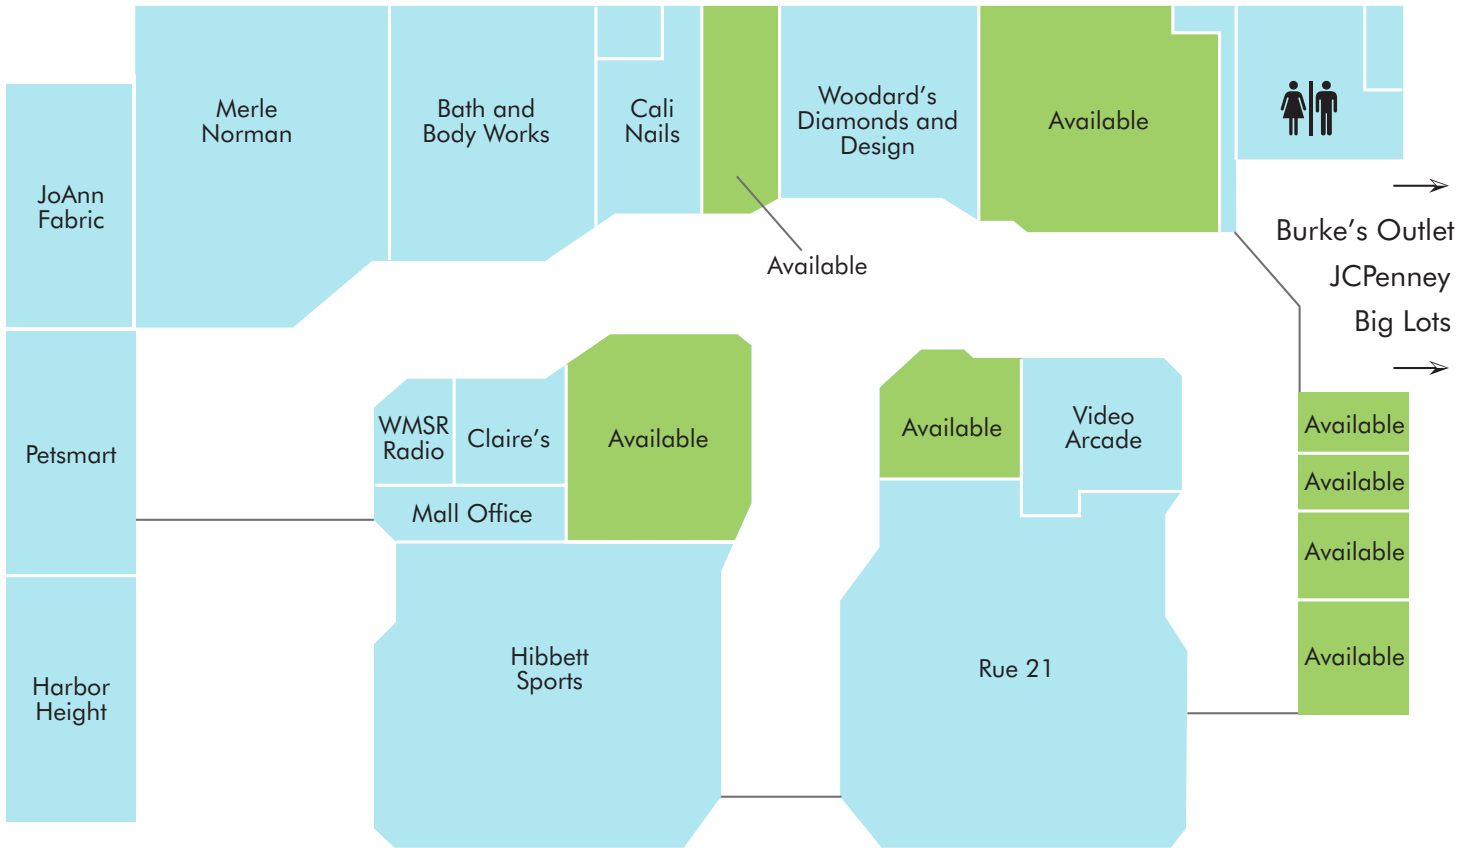 Merle
Norman
Bath and
Body Works
Cali
Nails
Woodard's
Diamonds and
Design
Available
JoAnn
Fabric
Burke's Outlet
JCPenney
Big Lots
Available
WMSR
Radio
Claire's
Available
Mall Office
Available
Video
Arcade
Available
Available
Available
Available
Petsmart
Harbor
Height
Hibbett
Sports
Rue 21